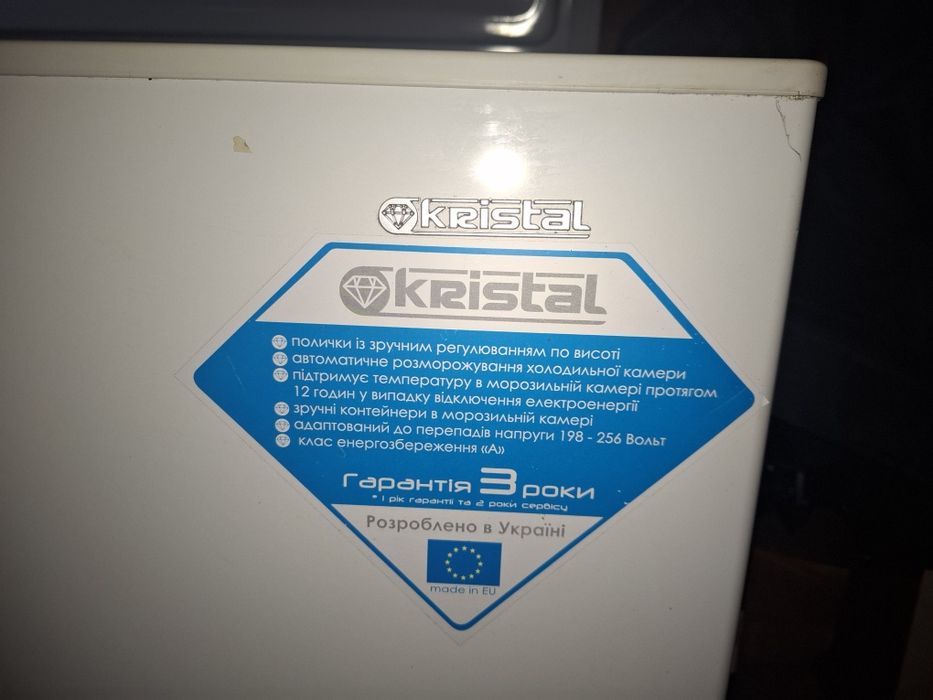 Kristal
Kristal
полички із зручним регулюванням по висоті
автоматичне розморожування холодильної камери
підтримує температуру в морозильній камері протягом
12 годин у випадку відключення електроенергії
зручні контейнери в морозильній камері
адаптований до перепадів напруги 198 - 256 Вольт
клас енергозбереження «А»
Гарантія 3 роки
* 1 рік гарантії та 2 роки сервісу
Розроблено в Україні
made in EU